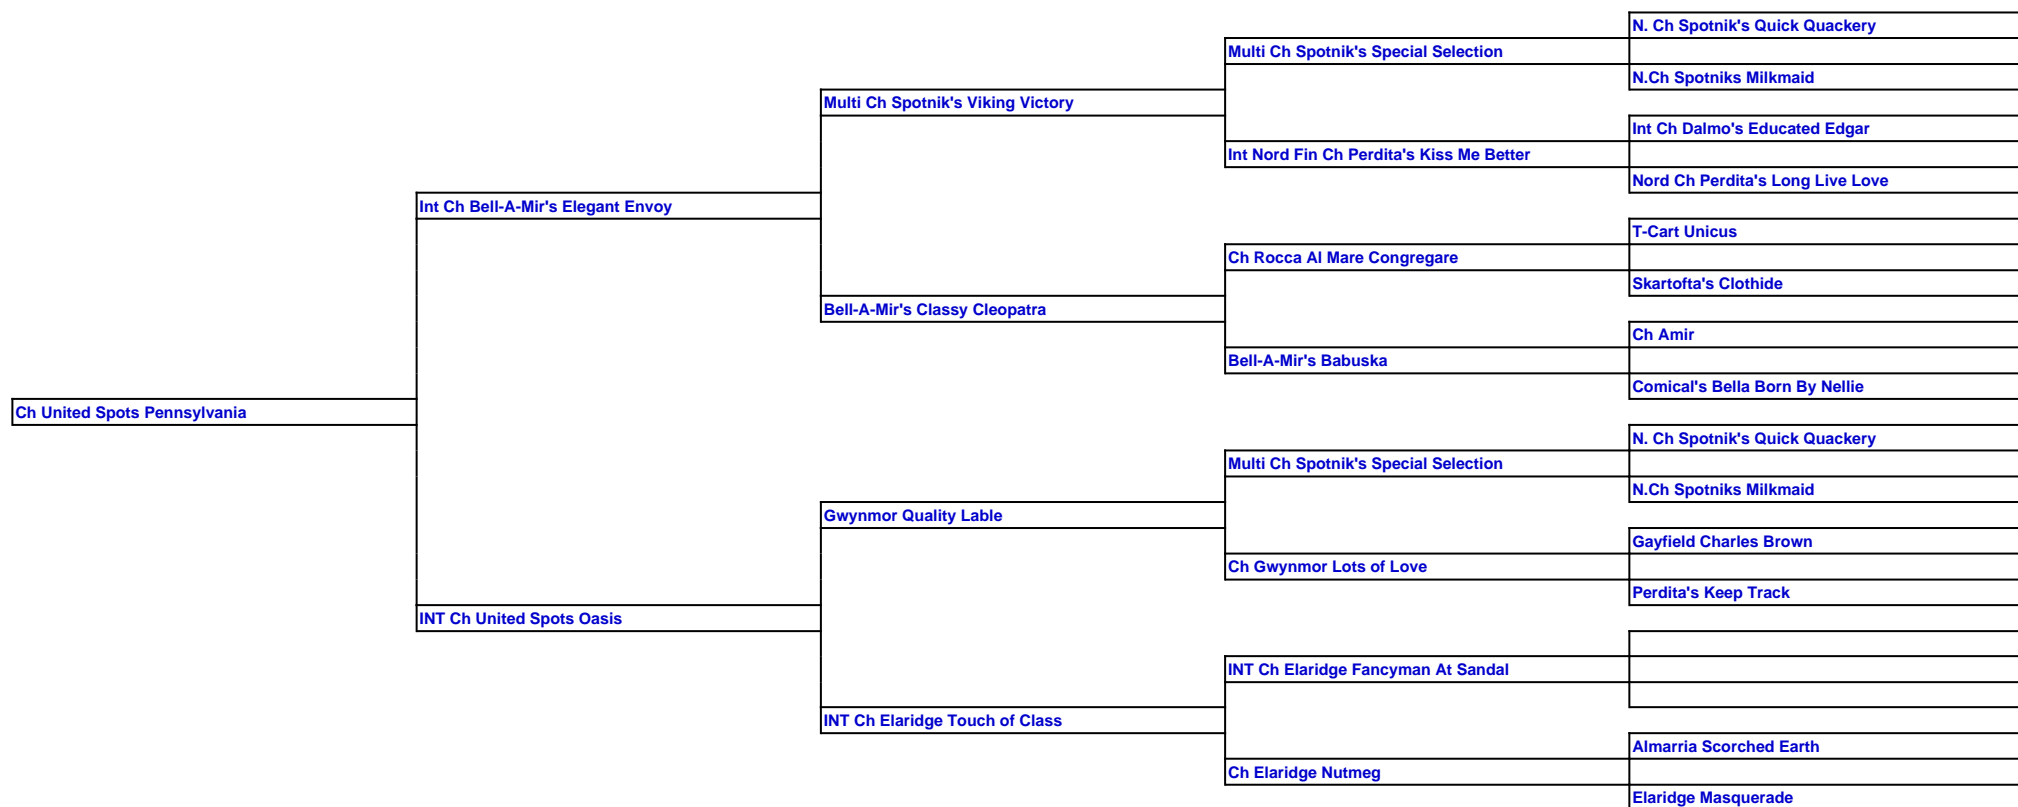 N. Ch Spotnik's Quick Quackery
Multi Ch Spotnik's Special Selection
N.Ch Spotniks Milkmaid
Multi Ch Spotnik's Viking Victory
Int Ch Dalmo's Educated Edgar
Int Nord Fin Ch Perdita's Kiss Me Better
Nord Ch Perdita's Long Live Love
Int Ch Bell-A-Mir's Elegant Envoy
T-Cart Unicus
Ch Rocca Al Mare Congregare
Skartofta's Clothide
Bell-A-Mir's Classy Cleopatra
Ch Amir
Bell-A-Mir's Babuska
Comical's Bella Born By Nellie
Ch United Spots Pennsylvania
N. Ch Spotnik's Quick Quackery
Multi Ch Spotnik's Special Selection
N.Ch Spotniks Milkmaid
Gwynmor Quality Lable
Gayfield Charles Brown
Ch Gwynmor Lots of Love
Perdita's Keep Track
INT Ch United Spots Oasis
INT Ch Elaridge Fancyman At Sandal
INT Ch Elaridge Touch of Class
Almarria Scorched Earth
Ch Elaridge Nutmeg
Elaridge Masquerade